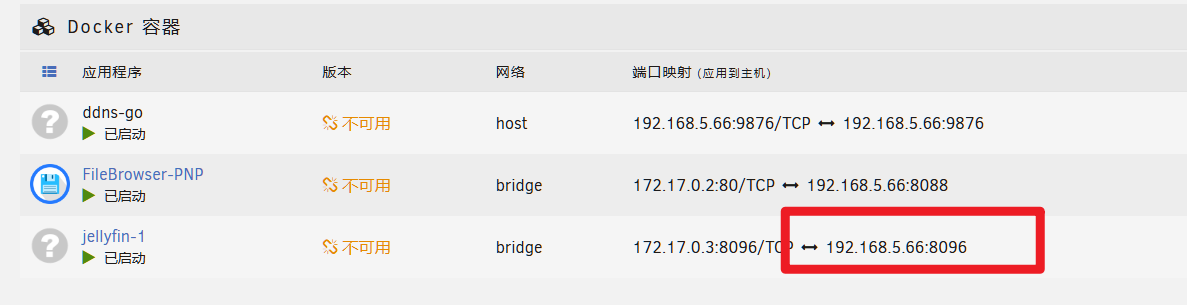 Docker 容器
应用程序 版本 网络 端口映射 (应用到主机)
ddns-go
已启动 不可用 host 192.168.5.66:9876/TCP 192.168.5.66:9876
FileBrowser-PNP
已启动 不可用 bridge 172.17.0.2:80/TCP 192.168.5.66:8088
jellyfin-1
已启动 不可用 bridge 172.17.0.3:8096/TCP 192.168.5.66:8096